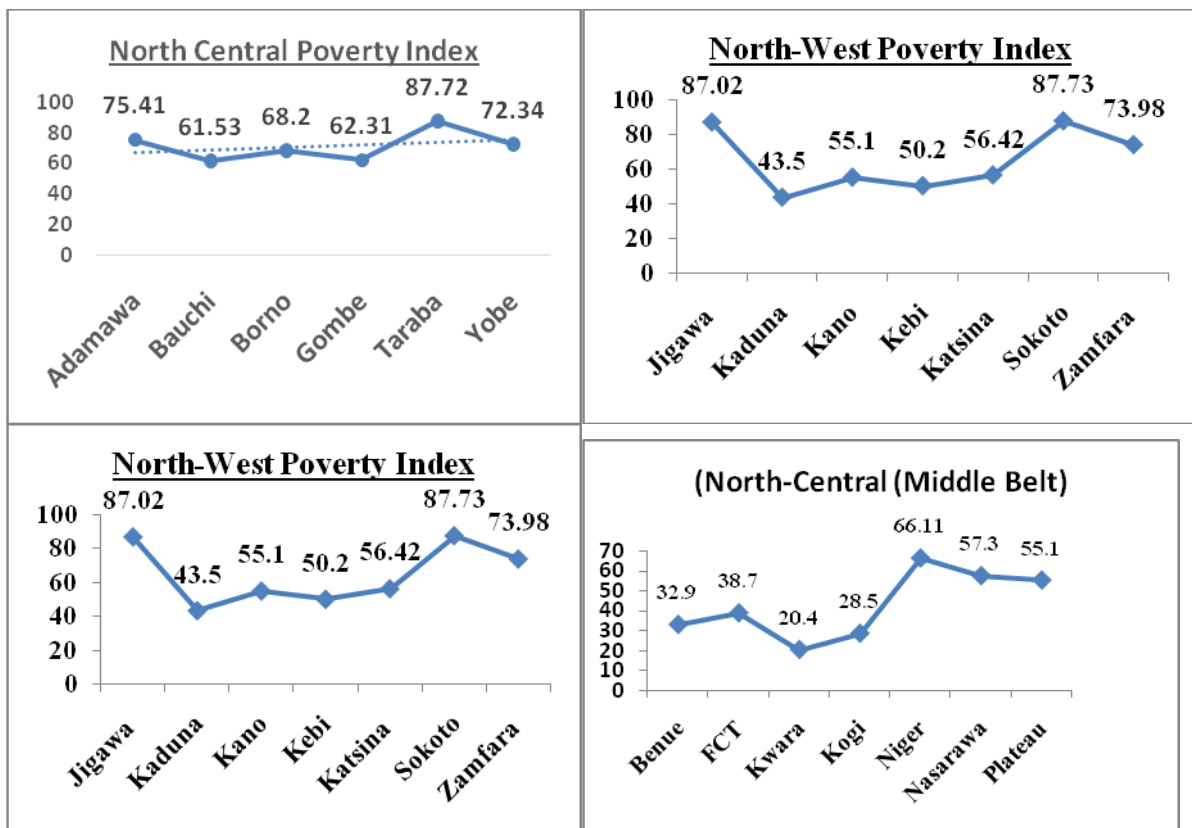 North Central Poverty Index
100
80
60
40
20
0
75.41
61.53
68.2
62.31
87.72
72.34
Adamawa
Bauchi
Borno
Gombe
Taraba
Yobe
North-West Poverty Index
100
80
60
40
20
0
87.02
43.5
55.1
50.2
56.42
87.73
73.98
Jigawa
Kaduna
Kano
Kebi
Katsina
Sokoto
Zamfara
North-West Poverty Index
100
80
60
40
20
0
87.02
43.5
55.1
50.2
56.42
87.73
73.98
Jigawa
Kaduna
Kano
Kebi
Katsina
Sokoto
Zamfara
(North-Central (Middle Belt)
70
60
50
40
30
20
10
0
32.9
38.7
20.4
28.5
66.11
57.3
55.1
Benue
FCT
Kwara
Kogi
Niger
Nasarawa
Plateau